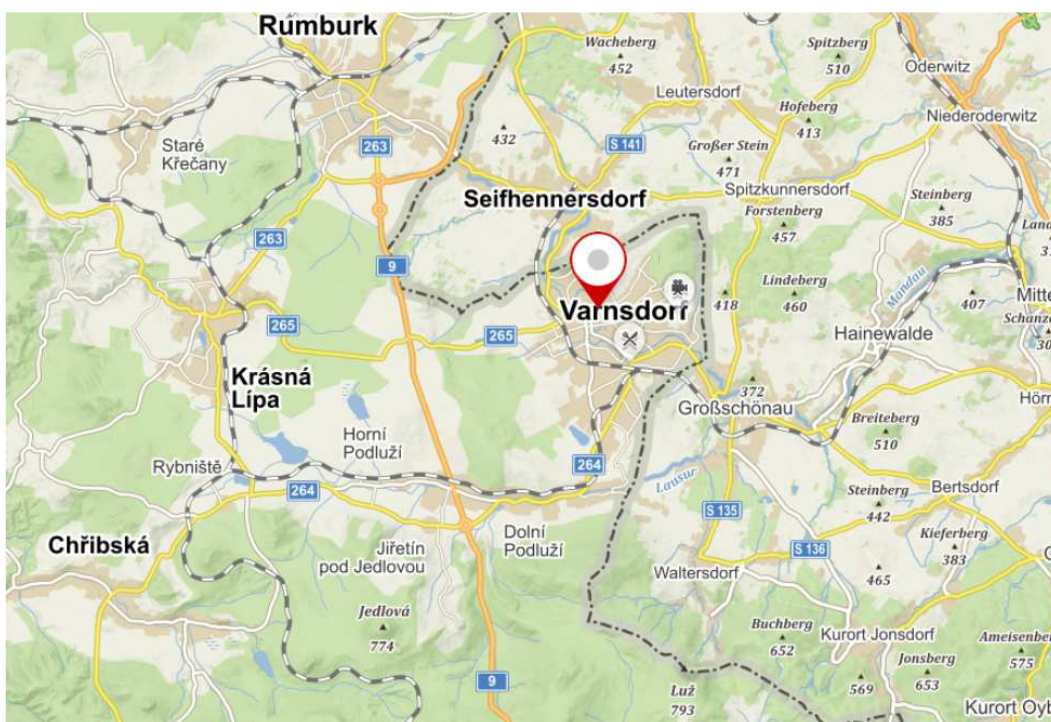 Rumburk
Wacheberg
452
Spitzberg
510
Oderwitz
Leutersdorf
Hofeberg
413
Niederoderwitz
432
263
S 141
Staré
Křečany
Großer Stein
471
Seifhennersdorf
Spitzkunnersdorf
Steinberg
385
Forstenberg
457
263
9
Lindeberg
460
Mandau
418
407
Varnsdorf
265
265
Hainewalde
Krásná
Lípa
372
Großschönau
Breiteberg
510
Horní
Podluží
Rybniště
264
264
Lausur
Steinberg
442
Bertsdorf
S 135
Chřibská
Dolní
Podluží
Kieferberg
383
Jiřetín
pod Jedlovou
S 136
Waltersdorf
465
Jedlová
774
Buchberg
652
Kurort Jonsdorf
Jonsberg
653
575
569
9
Luž
793